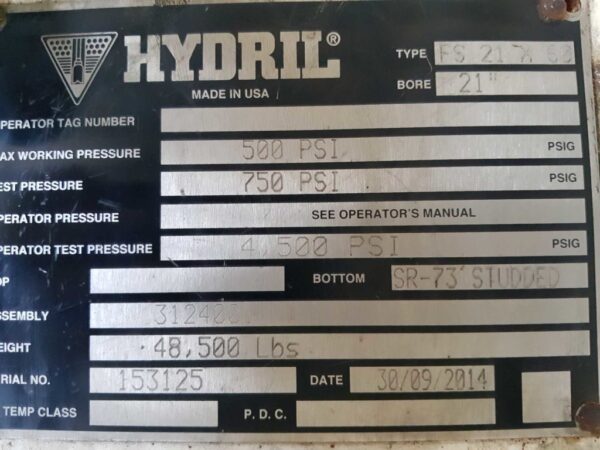 HYDRIL®
MADE IN USA
TYPE FS 21 X 60
BORE 21"
PERATOR TAG NUMBER
AX WORKING PRESSURE 500 PSI PSIG
EST PRESSURE 750 PSI PSIG
PERATOR PRESSURE SEE OPERATOR'S MANUAL
PERATOR TEST PRESSURE 4,500 PSI PSIG
OP BOTTOM SR-73 STUDDED
SSEMBLY
EIGHT 48,500 Lbs
RIAL NO. 153125 DATE 30/09/2014
TEMP CLASS P.D.C.